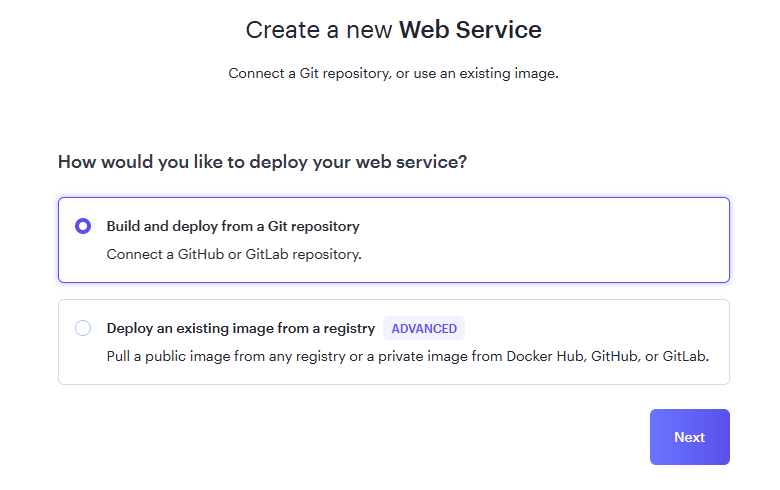 Create a new Web Service
Connect a Git repository, or use an existing image.
How would you like to deploy your web service?
Build and deploy from a Git repository
Connect a GitHub or GitLab repository.
Deploy an existing image from a registry ADVANCED
Pull a public image from any registry or a private image from Docker Hub, GitHub, or GitLab.
Next